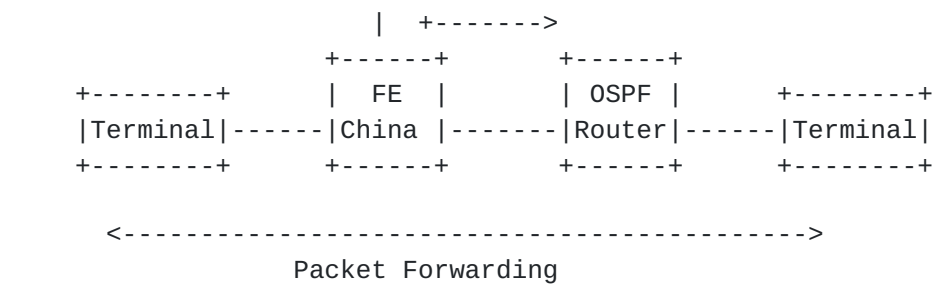 |  +------->
+------+       +------+
+--------+      |  FE  |       | OSPF |      +--------+
|Terminal|------|China |-------|Router|------|Terminal|
+--------+      +------+       +------+      +--------+
<-------------------------------------------->
Packet Forwarding